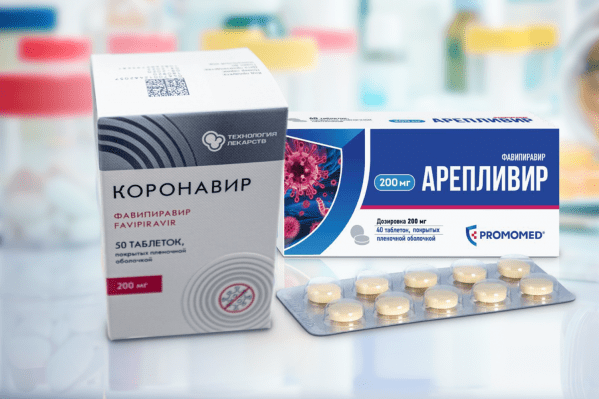 ТЕХНОЛОГИЯ
ЛЕКАРСТВ
КОРОНАВИР
ФАВИПИРАВИР
FAVIPIRAVIR
50 ТАБЛЕТОК,
покрытых пленочной
оболочкой
200 мг
ФАВИПИРАВИР
200 мг
АРЕПЛИВИР
Дозировка 200 мг
40 таблеток, покрытых
пленочной оболочкой
PROMOMED